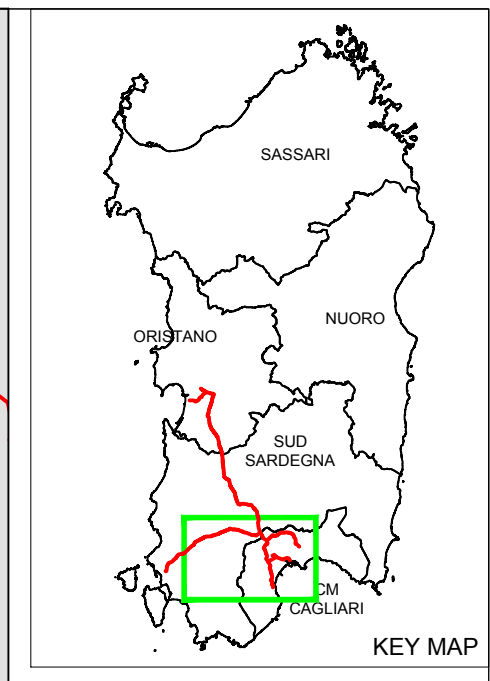 SASSARI
NUORO
ORISTANO
SUD
SARDEGNA
CM
CAGLIARI
KEY MAP